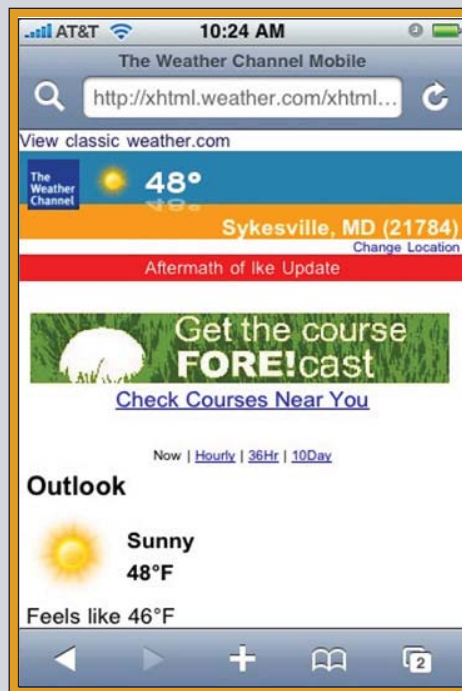 AT&T 10:24 AM
The Weather Channel Mobile
http://xhtml.weather.com/xhtml...
View classic weather.com
The
Weather
Channel
48°
Sykesville, MD (21784)
Change Location
Aftermath of Ike Update
Get the course
FORE!cast
Check Courses Near You
Now | Hourly | 36Hr | 10Day
Outlook
Sunny
48°F
Feels like 46°F
2